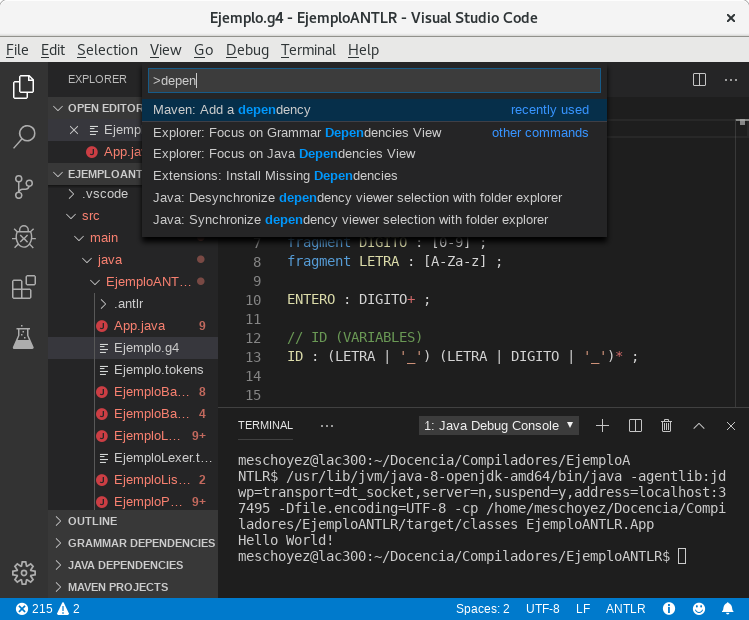 Ejemplo.g4 - EjemploANTLR - Visual Studio Code
File Edit Selection View Go Debug Terminal Help
EXPLORER
OPEN EDITOR
Ejemp
App.ja
EJEMPLOANT
.vscode
src
main
java
EjemploANT...
.antlr
App.java 9
Ejemplo.g4
Ejemplo.tokens
EjemploBa... 8
EjemploBa... 4
EjemploL... 9+
EjemploLexer.t...
EjemploLis... 2
EjemploP... 9+
OUTLINE
GRAMMAR DEPENDENCIES
JAVA DEPENDENCIES
MAVEN PROJECTS
>depen
Maven: Add a dependency recently used
Explorer: Focus on Grammar Dependencies View other commands
Explorer: Focus on Java Dependencies View
Extensions: Install Missing Dependencies
Java: Desynchronize dependency viewer selection with folder explorer
Java: Synchronize dependency viewer selection with folder explorer
7 fragment DIGITO : [0-9] ;
8 fragment LETRA : [A-Za-z] ;
9
10 ENTERO : DIGITO+ ;
11
12 // ID (VARIABLES)
13 ID : (LETRA | '_') (LETRA | DIGITO | '_')* ;
14
15
TERMINAL ... 1: Java Debug Console
meschoyez@lac300:~/Docencia/Compiladores/EjemploA
NTLR$ /usr/lib/jvm/java-8-openjdk-amd64/bin/java -agentlib:jd
wp=transport=dt_socket,server=n,suspend=y,address=localhost:3
7495 -Dfile.encoding=UTF-8 -cp /home/meschoyez/Docencia/Compi
ladores/EjemploANTLR/target/classes EjemploANTLR.App
Hello World!
meschoyez@lac300:~/Docencia/Compiladores/EjemploANTLR$
215 2 Spaces: 2 UTF-8 LF ANTLR